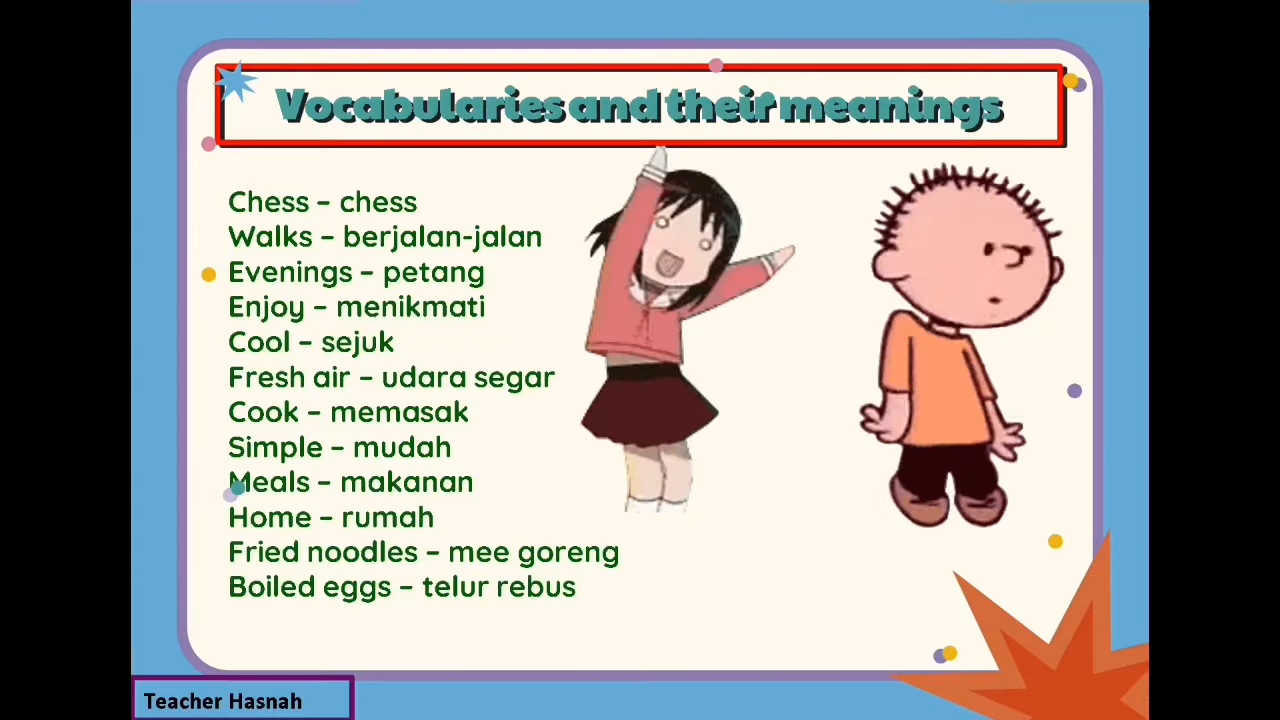 Vocabularies and their meanings
Chess – chess
Walks – berjalan-jalan
Evenings – petang
Enjoy – menikmati
Cool – sejuk
Fresh air – udara segar
Cook – memasak
Simple – mudah
Meals – makanan
Home – rumah
Fried noodles – mee goreng
Boiled eggs – telur rebus
Teacher Hasnah